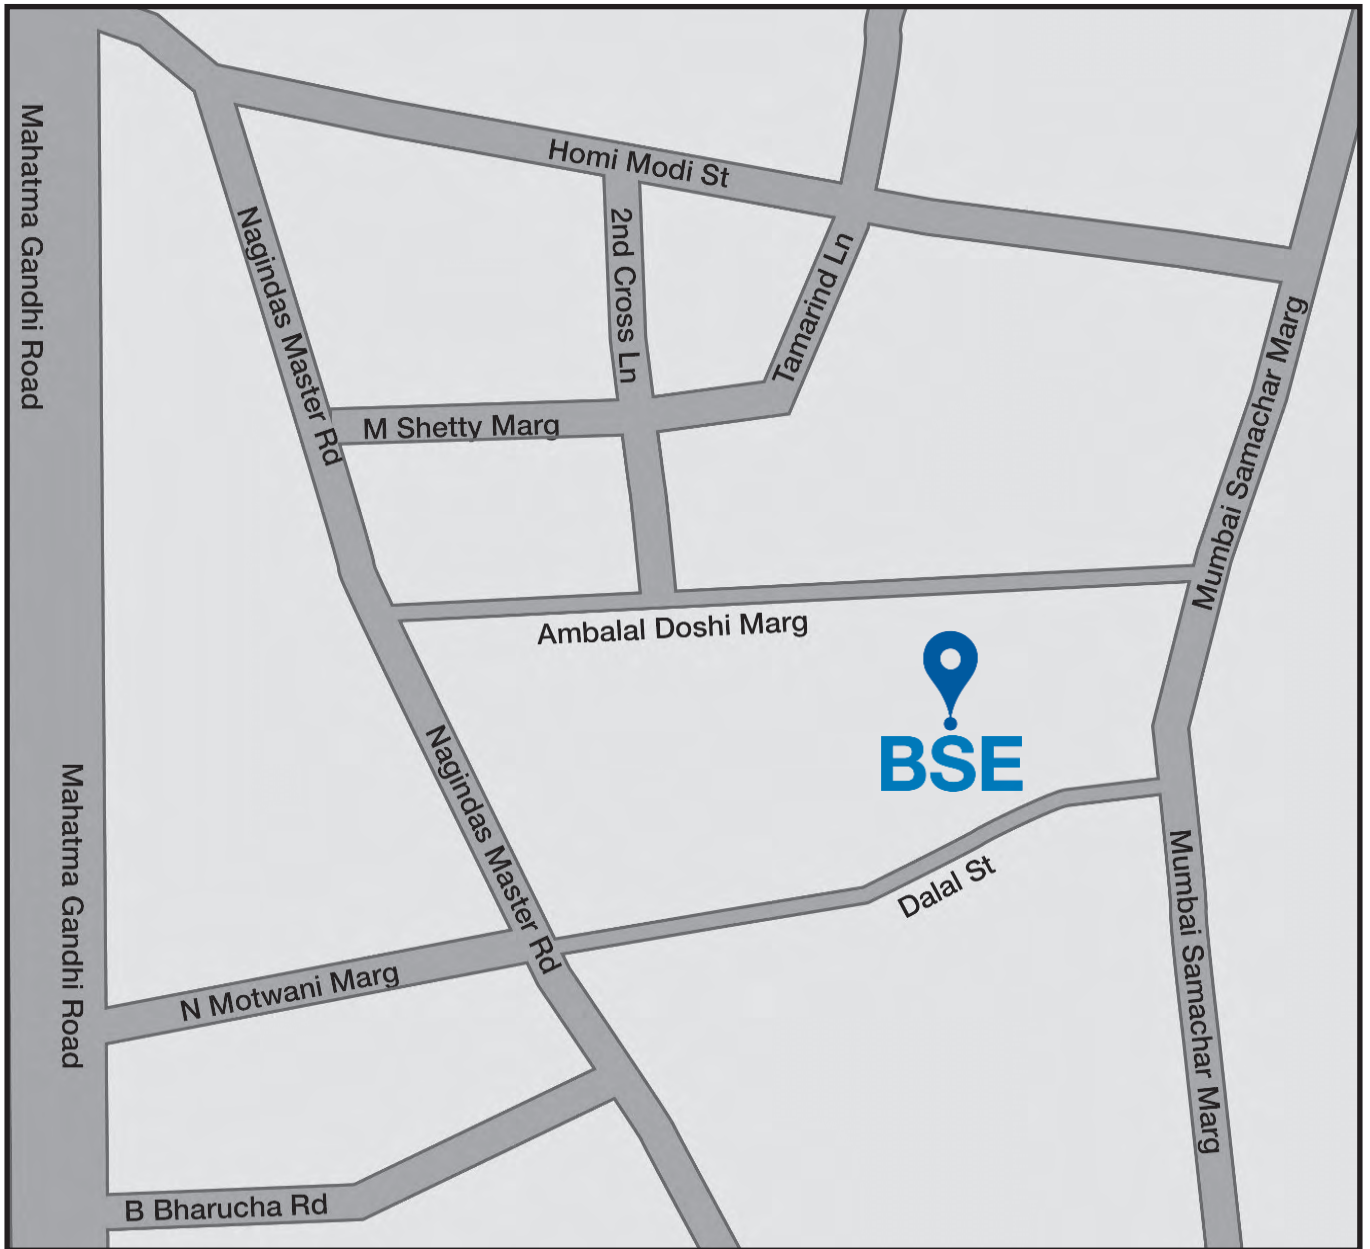 Homi Modi St
Mahatma Gandhi Road
Nagindas Master Rd
2nd Cross Ln
Tamarind Ln
Mumbai Samachar Marg
M Shetty Marg
Ambalal Doshi Marg
BSE
Nagindas Master Rd
Mahatma Gandhi Road
Dalal St
Mumbai Samachar Marg
N Motwani Marg
B Bharucha Rd